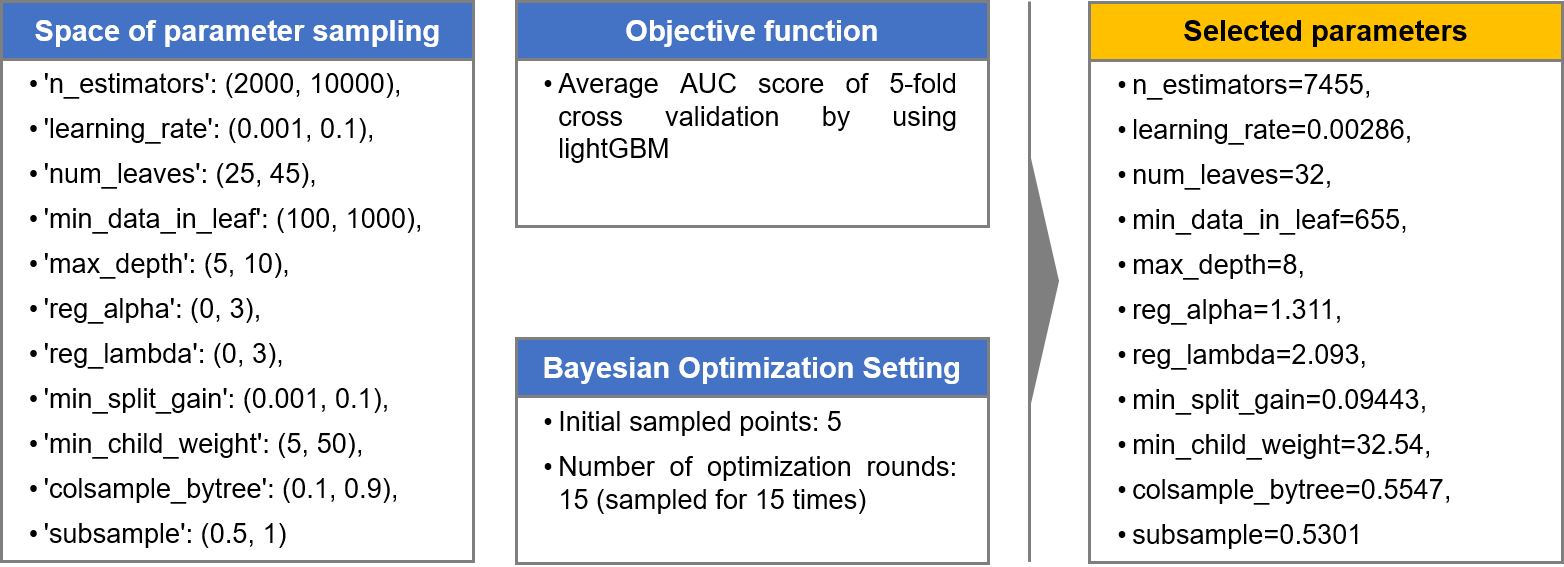 Space of parameter sampling
• 'n_estimators': (2000, 10000),
• 'learning_rate': (0.001, 0.1),
• 'num_leaves': (25, 45),
• 'min_data_in_leaf': (100, 1000),
• 'max_depth': (5, 10),
• 'reg_alpha': (0, 3),
• 'reg_lambda': (0, 3),
• 'min_split_gain': (0.001, 0.1),
• 'min_child_weight': (5, 50),
• 'colsample_bytree': (0.1, 0.9),
• 'subsample': (0.5, 1)
Objective function
• Average AUC score of 5-fold
cross validation by using
lightGBM
Bayesian Optimization Setting
• Initial sampled points: 5
• Number of optimization rounds:
15 (sampled for 15 times)
Selected parameters
• n_estimators=7455,
• learning_rate=0.00286,
• num_leaves=32,
• min_data_in_leaf=655,
• max_depth=8,
• reg_alpha=1.311,
• reg_lambda=2.093,
• min_split_gain=0.09443,
• min_child_weight=32.54,
• colsample_bytree=0.5547,
• subsample=0.5301